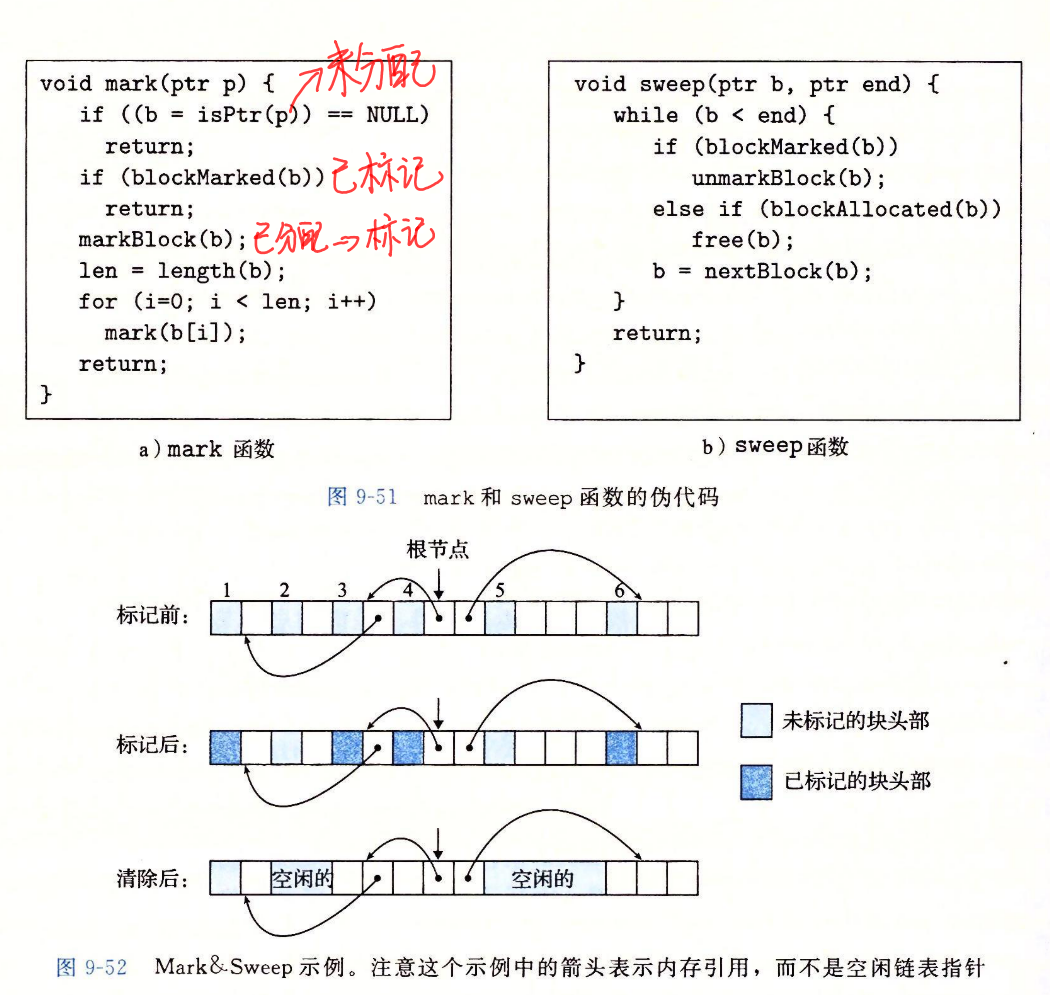 void mark(ptr p) { →未分配
if ((b = isPtr(p)) == NULL)
return;
if (blockMarked(b)) 已标记
return;
markBlock(b); 已分配→标记
len = length(b);
for (i=0; i < len; i++)
mark(b[i]);
return;
}
a) mark 函数
void sweep(ptr b, ptr end) {
while (b < end) {
if (blockMarked(b))
unmarkBlock(b);
else if (blockAllocated(b))
free(b);
b = nextBlock(b);
}
return;
}
b) sweep函数
图 9-51 mark 和 sweep 函数的伪代码
根节点
1 2 3 4 5 6
标记前:
标记后:
未标记的块头部
已标记的块头部
清除后: 空闲的 空闲的
图 9-52 Mark&Sweep 示例。注意这个示例中的箭头表示内存引用，而不是空闲链表指针